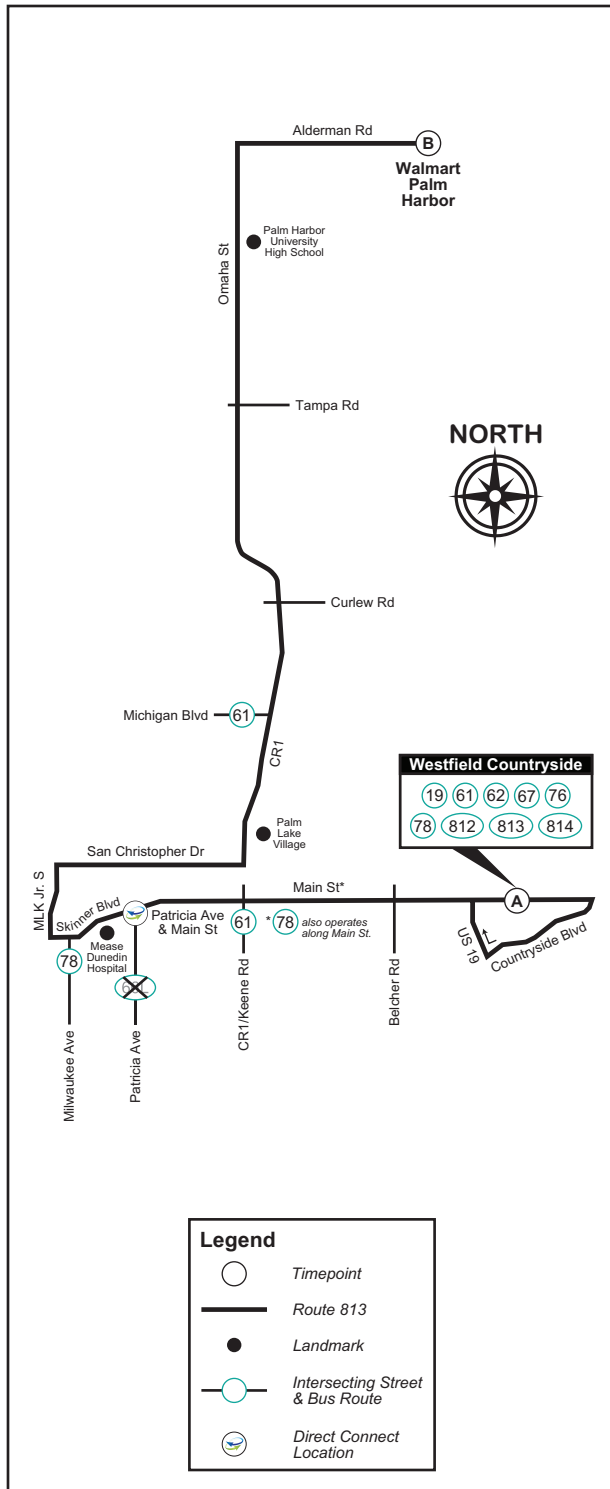 Alderman Rd
B
Walmart
Palm
Harbor
Palm Harbor
University
High School
Omaha St
Tampa Rd
NORTH
Curlew Rd
Michigan Blvd
61
CR1
Westfield Countryside
19 61 62 67 76
78 812 813 814
Palm
Lake
Village
San Christopher Dr
MLK Jr. S
Skinner Blvd
Main St*
A
Patricia Ave
& Main St
61
* 78 also operates
along Main St.
US 19
Countryside Blvd
78
Mease
Dunedin
Hospital
Milwaukee Ave
Patricia Ave
CR1/Keene Rd
Belcher Rd
Legend
Timepoint
Route 813
Landmark
Intersecting Street
& Bus Route
Direct Connect
Location